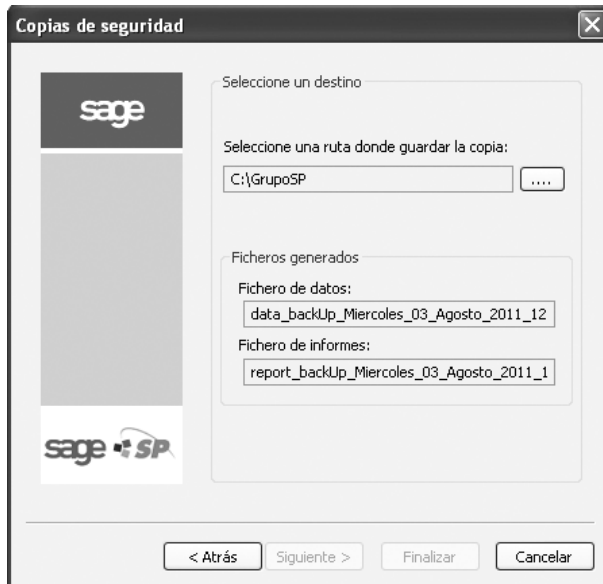 Copias de seguridad
sage
Seleccione un destino
Seleccione una ruta donde guardar la copia:
C:\GrupoSP
....
Ficheros generados
Fichero de datos:
data_backUp_Miercoles_03_Agosto_2011_12
Fichero de informes:
report_backUp_Miercoles_03_Agosto_2011_1
sage SP
< Atrás
Siguiente >
Finalizar
Cancelar